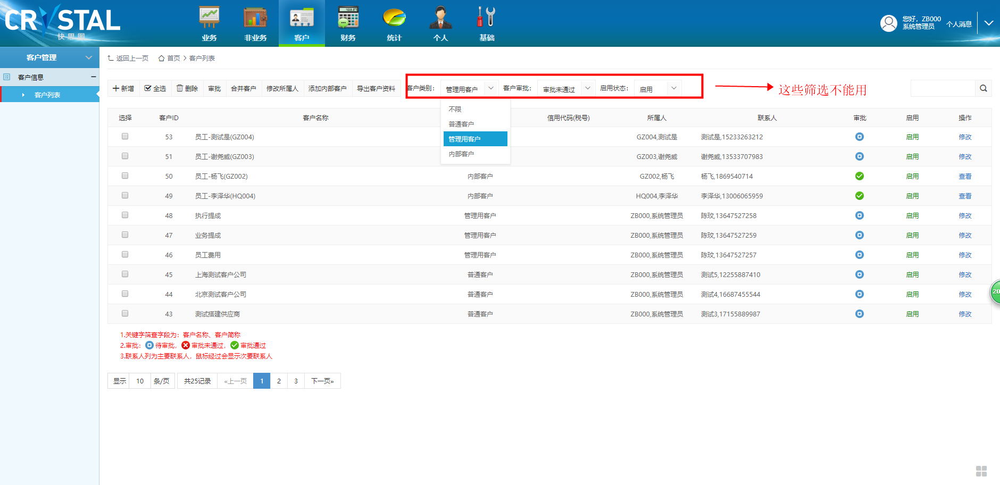 CRYSTAL
快思图
业务 非业务 客户 财务 统计 个人 基础
您好，ZB000
系统管理员
个人消息
客户管理
客户信息
客户列表
返回上一页 首页 > 客户列表
新增 全选 删除 审批 合并客户 修改所属人 添加内部客户 导出客户资料 客户类别： 管理用客户 客户审批： 审批未通过 启用状态： 启用
这些筛选不能用
不限
普通客户
管理用客户
内部客户
选择 客户ID 客户名称 信用代码(税号) 所属人 联系人 审批 启用 操作
53 员工-测试是(GZ004) GZ004,测试是 测试是,15233263212 启用 修改
51 员工-谢尧威(GZ003) GZ003,谢尧威 谢尧威,13533707983 启用 修改
50 员工-杨飞(GZ002) 内部客户 GZ002,杨飞 杨飞,1869540714 启用 查看
49 员工-李泽华(HQ004) 内部客户 HQ004,李泽华 李泽华,13006065959 启用 查看
48 执行提成 管理用客户 ZB000,系统管理员 陈玟,13647527258 启用 修改
47 业务提成 管理用客户 ZB000,系统管理员 陈玟,13647527259 启用 修改
46 员工费用 管理用客户 ZB000,系统管理员 陈玟,13647527257 启用 修改
45 上海测试客户公司 普通客户 ZB000,系统管理员 测试5,12255887410 启用 修改
44 北京测试客户公司 普通客户 ZB000,系统管理员 测试4,16687455544 启用 修改
43 测试搭建供应商 普通客户 ZB000,系统管理员 测试3,17155889987 启用 修改
1.关键字筛查字段为：客户名称、客户简称
2.审批： 待审批， 审批未通过， 审批通过
3.联系人列为主要联系人，鼠标经过会显示次要联系人
显示 10 条/页 共25记录 «上一页 1 2 3 下一页»